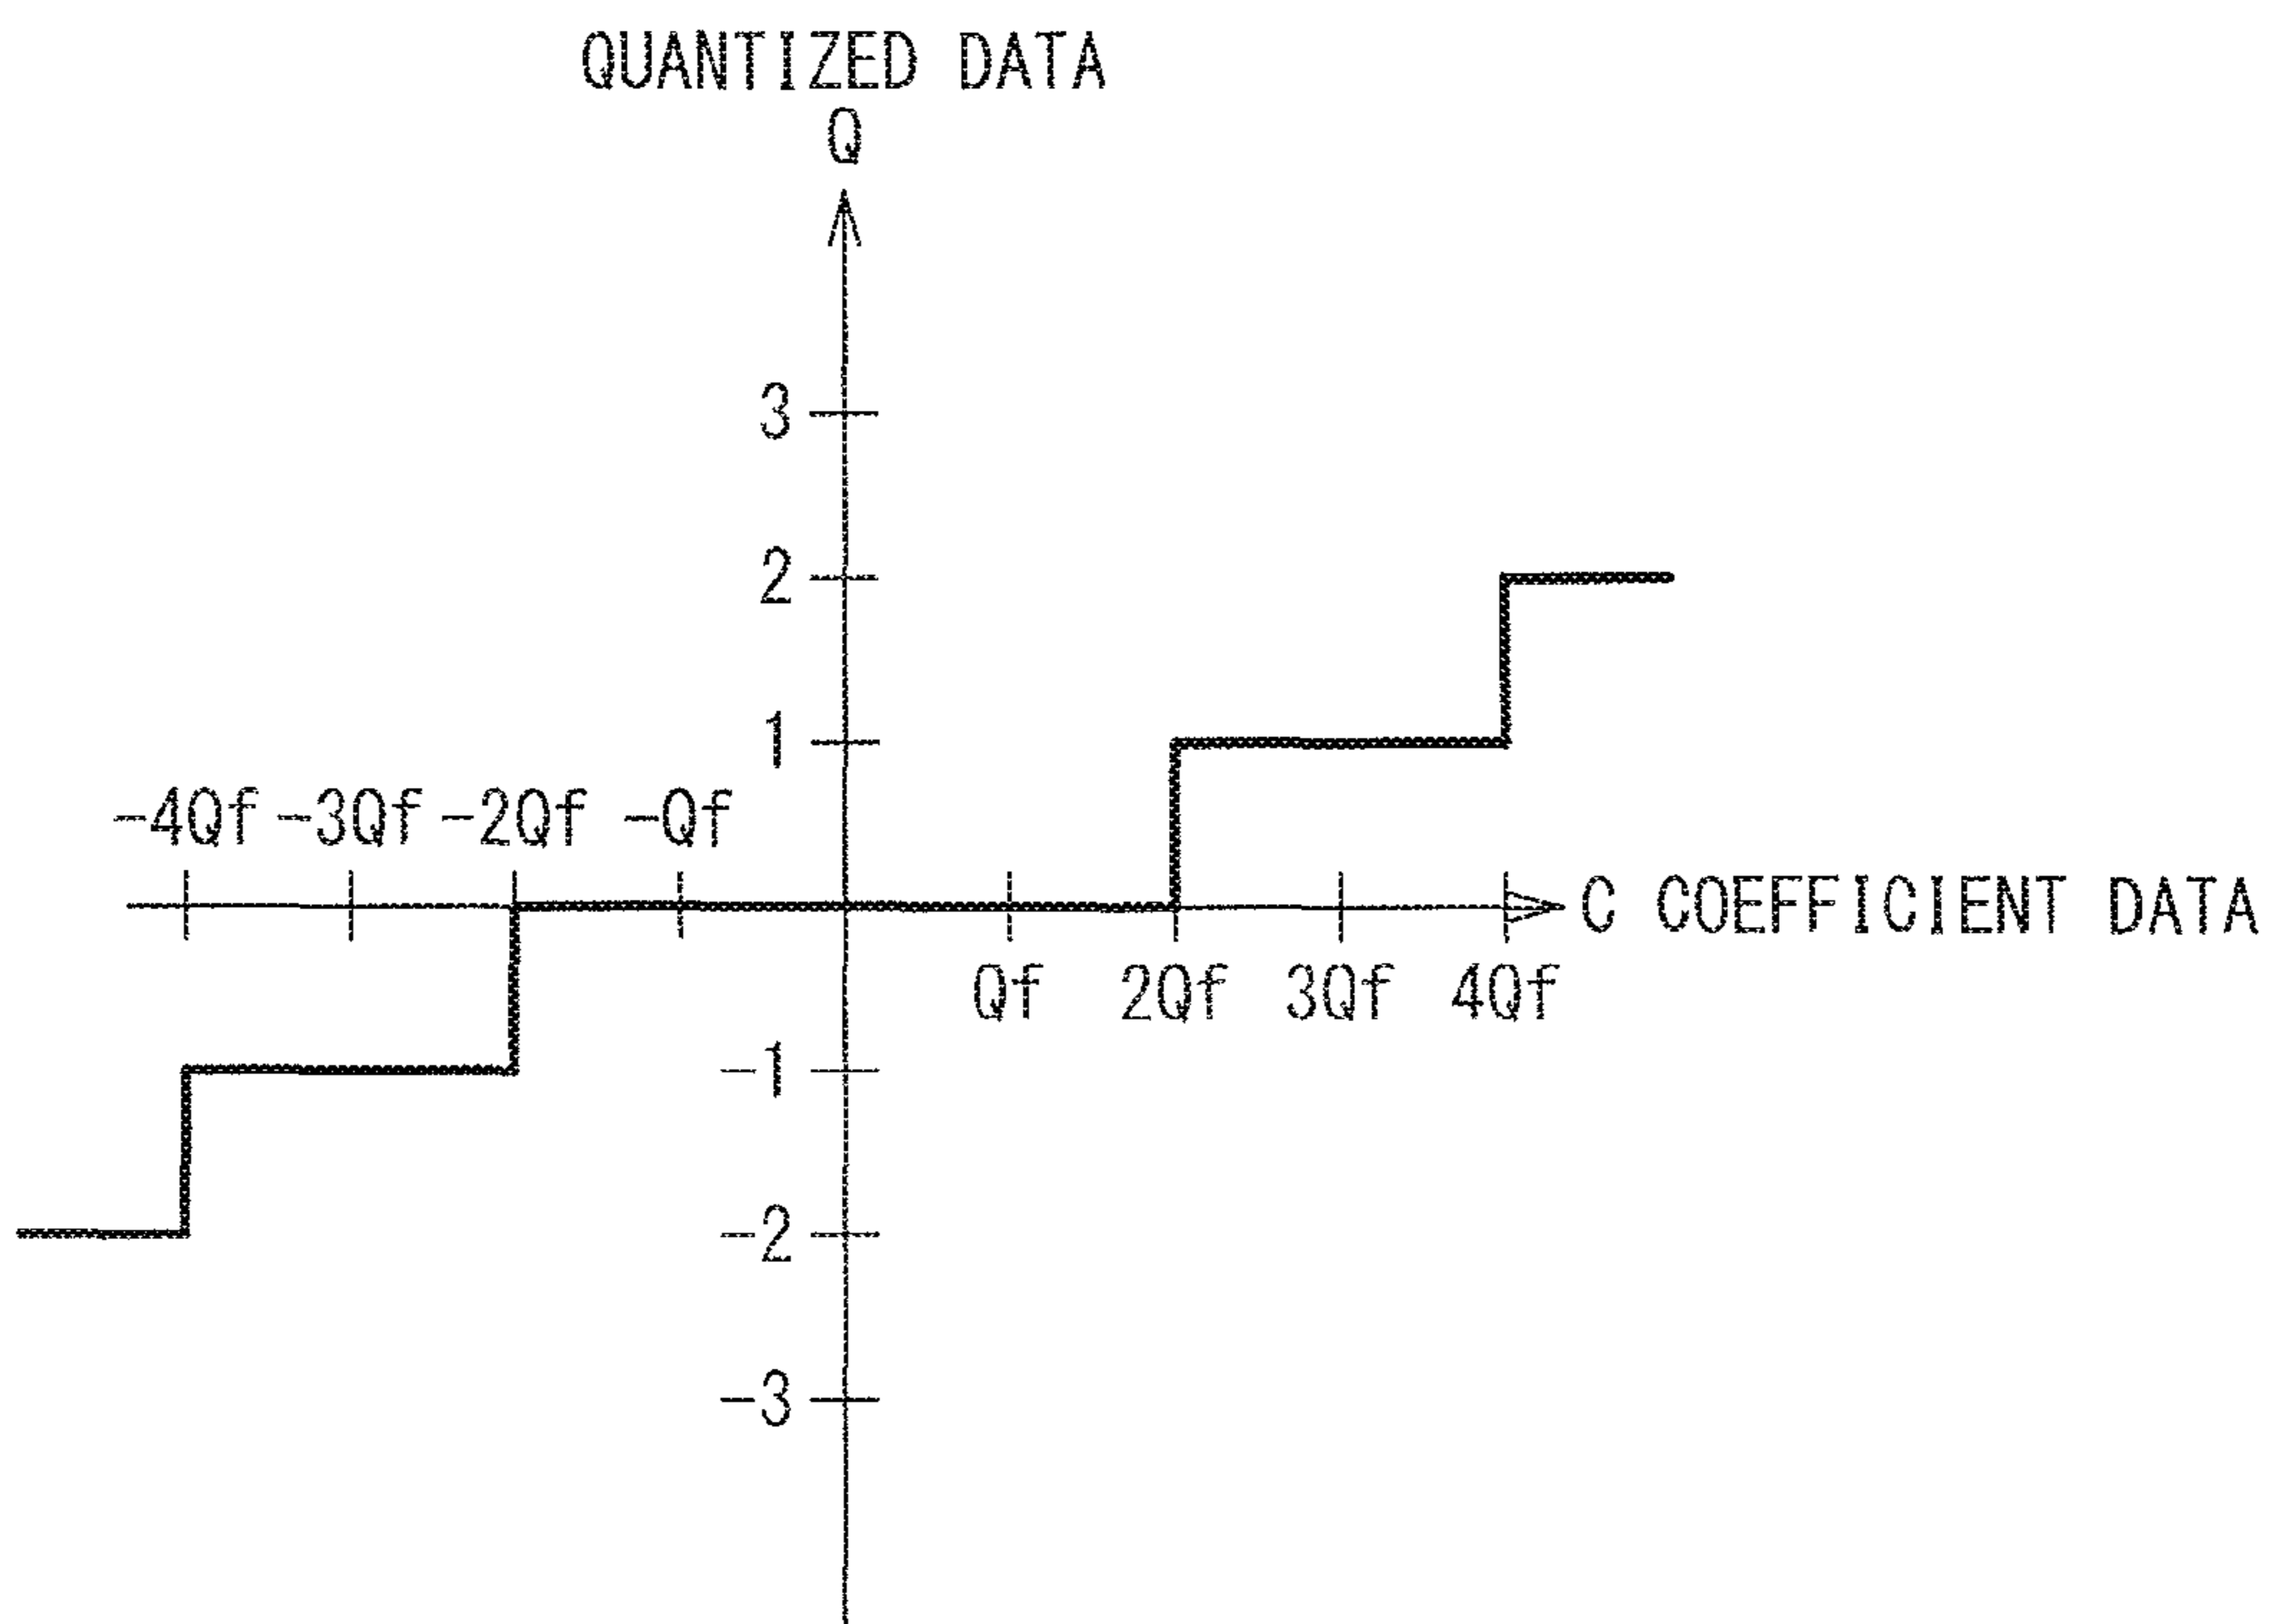 QUANTIZED DATA
Q
3
2
1
-4Qf -3Qf -2Qf -Qf
C COEFFICIENT DATA
Qf 2Qf 3Qf 4Qf
-1
-2
-3